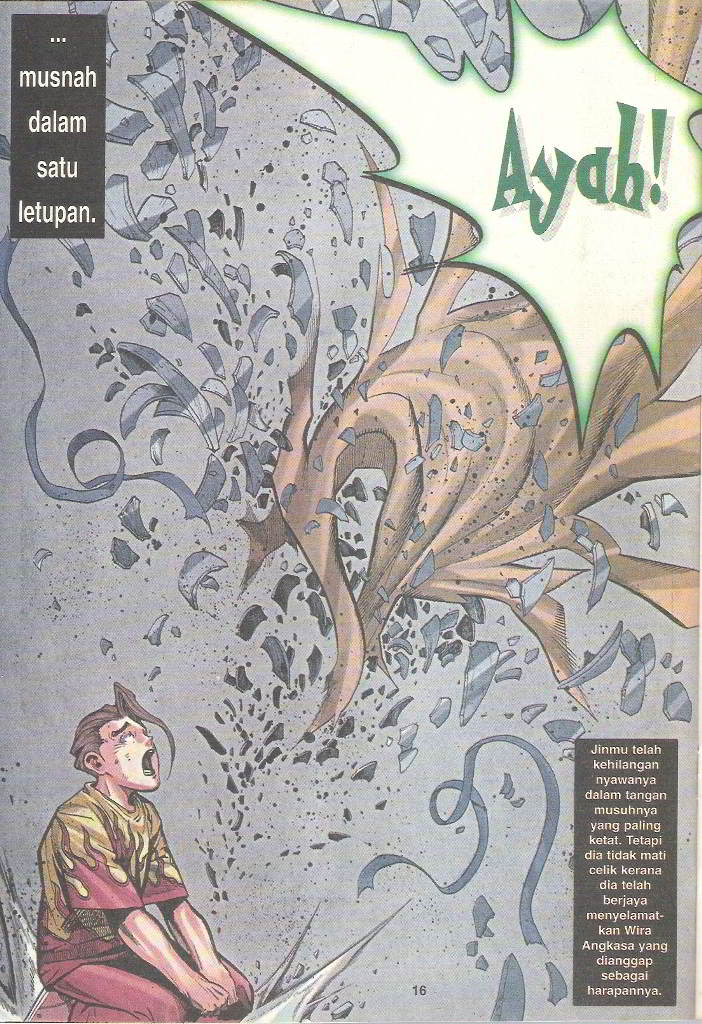 ...
musnah
dalam
satu
letupan.
Ayah!
Jinmu telah
kehilangan
nyawanya
dalam tangan
musuhnya
yang paling
ketat. Tetapi
dia tidak mati
celik kerana
dia telah
berjaya
menyelamat-
kan Wira
Angkasa yang
dianggap
sebagai
harapannya.
16